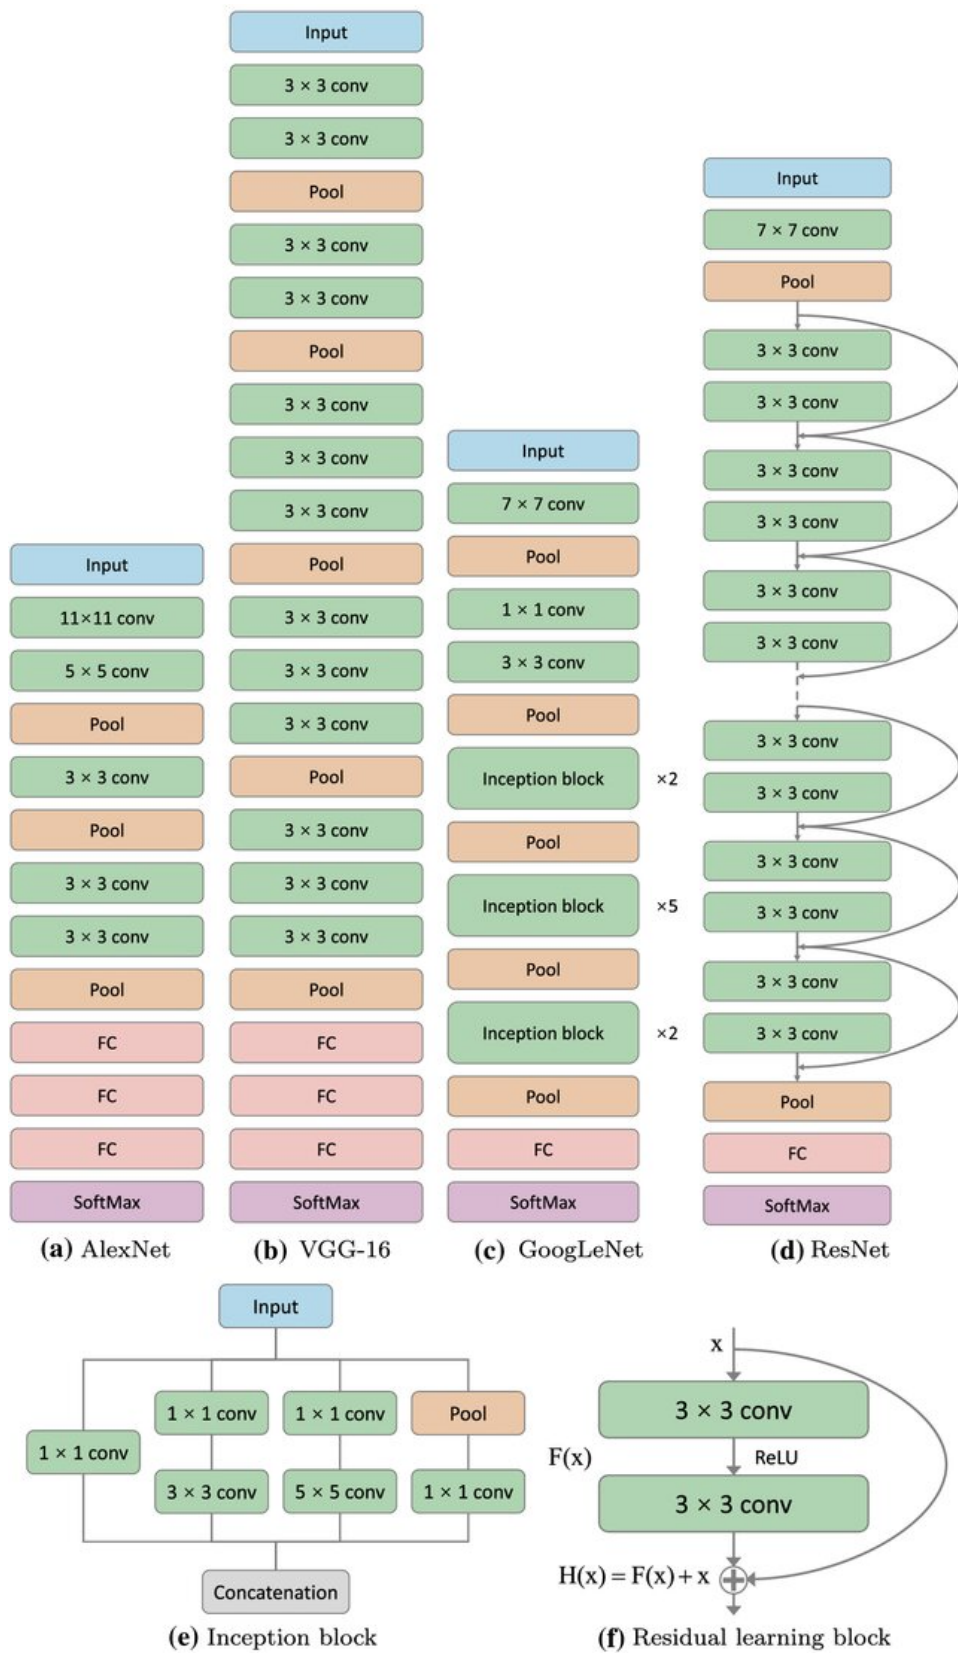 Input
11×11 conv
5 × 5 conv
Pool
3 × 3 conv
Pool
3 × 3 conv
3 × 3 conv
Pool
FC
FC
FC
SoftMax
(a) AlexNet
Input
3 × 3 conv
3 × 3 conv
Pool
3 × 3 conv
3 × 3 conv
Pool
3 × 3 conv
3 × 3 conv
3 × 3 conv
Pool
3 × 3 conv
3 × 3 conv
3 × 3 conv
Pool
3 × 3 conv
3 × 3 conv
3 × 3 conv
Pool
FC
FC
FC
SoftMax
(b) VGG-16
Input
7 × 7 conv
Pool
1 × 1 conv
3 × 3 conv
Pool
Inception block ×2
Pool
Inception block ×5
Pool
Inception block ×2
Pool
FC
SoftMax
(c) GoogLeNet
Input
7 × 7 conv
Pool
3 × 3 conv
3 × 3 conv
3 × 3 conv
3 × 3 conv
3 × 3 conv
3 × 3 conv
3 × 3 conv
3 × 3 conv
3 × 3 conv
3 × 3 conv
3 × 3 conv
3 × 3 conv
Pool
FC
SoftMax
(d) ResNet
Input
1 × 1 conv
1 × 1 conv
3 × 3 conv
1 × 1 conv
5 × 5 conv
Pool
1 × 1 conv
Concatenation
(e) Inception block
x
3 × 3 conv
F(x)
ReLU
3 × 3 conv
H(x) = F(x) + x
(f) Residual learning block